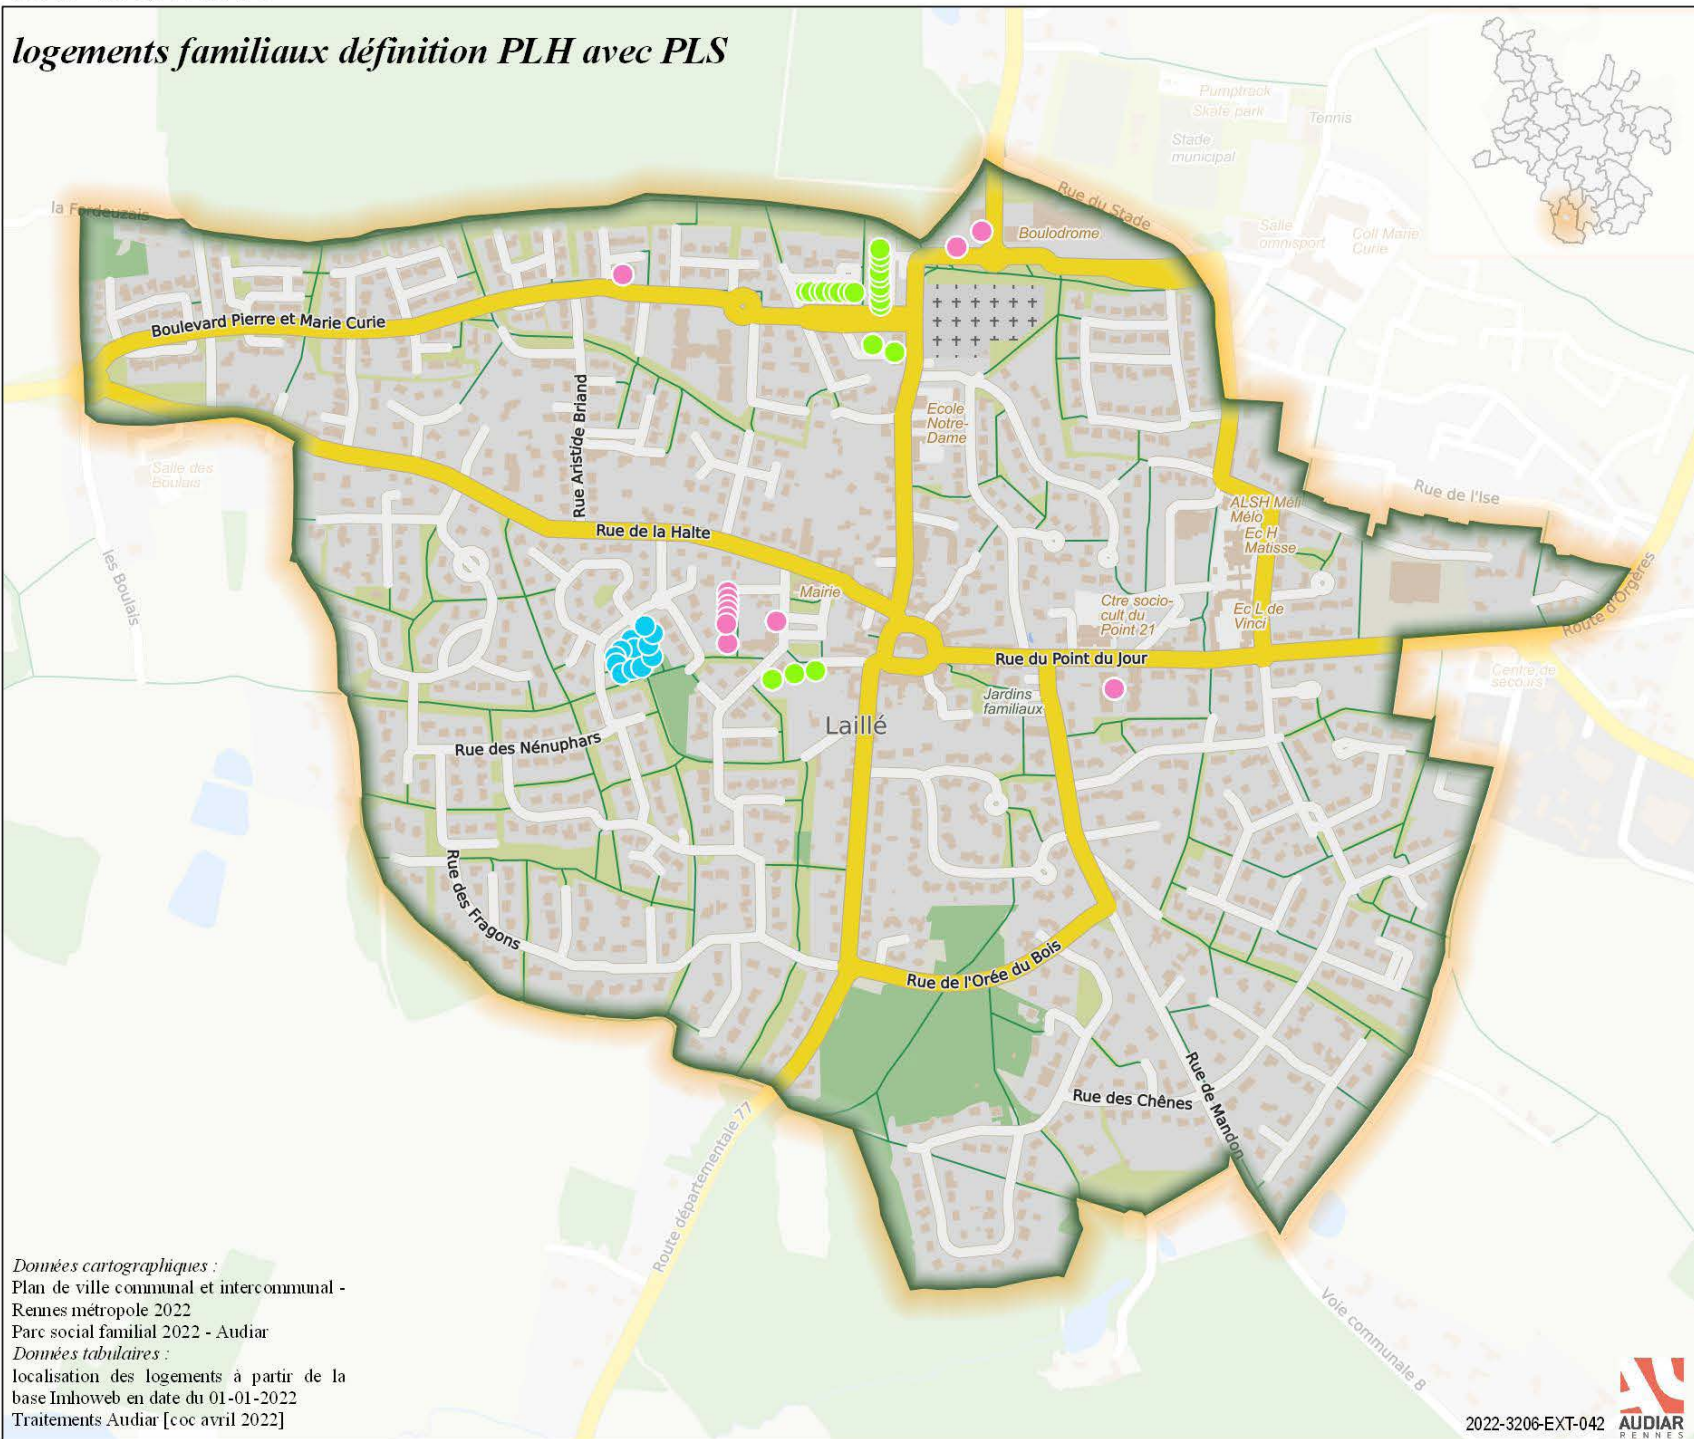 logements familiaux définition PLH avec PLS
Pumptrack
Skate park
Tennis
Stade
municipal
la Fordeuzais
Rue du Stade
Boulodrome
Salle
omnisport
Coll Marie
Curie
Boulevard Pierre et Marie Curie
Rue Aristide Briand
Ecole
Notre-
Dame
Salle des
Boulais
Rue de l'Ise
ALSH Méli
Mélo
Ec H
Matisse
Rue de la Halte
les Boulais
Mairie
Ctre socio-
cult du
Point 21
Ec L de
Vinci
Route d'Orgères
Rue du Point du Jour
Centre de
secours
Jardins
familiaux
Laillé
Rue des Nénuphars
Rue des Fragons
Rue de l'Orée du Bois
Rue de Mandon
Rue des Chênes
Route départementale 77
Voie communale 8
Données cartographiques :
Plan de ville communal et intercommunal -
Rennes métropole 2022
Parc social familial 2022 - Audiar
Données tabulaires :
localisation des logements à partir de la
base Imhoweb en date du 01-01-2022
Traitements Audiar [coc avril 2022]
2022-3206-EXT-042
AUDIAR
RENNES